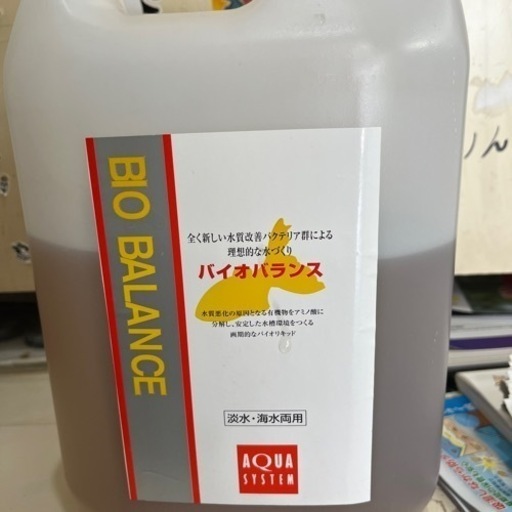 BIO BALANCE
全く新しい水質改善バクテリア群による
理想的な水づくり
バイオバランス
水質悪化の原因となる有機物をアミノ酸に
分解し、安定した水槽環境をつくる
画期的なバイオリキッド
淡水・海水両用
AQUA
SYSTEM
りん